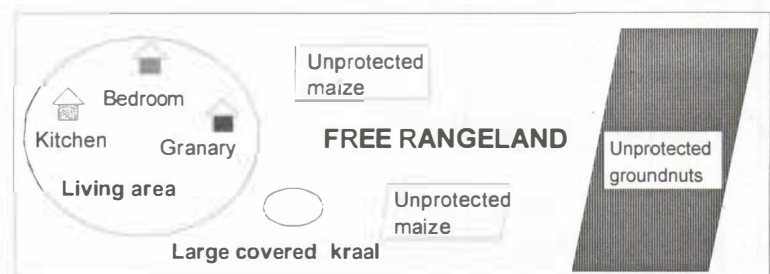 Bedroom
Kitchen
Granary
Living area
Large covered kraal
Unprotected
maize
FREE RANGELAND
Unprotected
maize
Unprotected
groundnuts